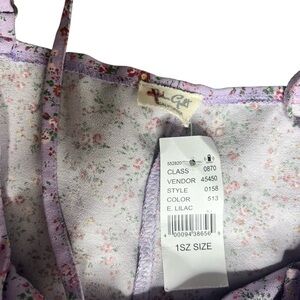 CLASS 0870
VENDOR 45450
STYLE 0158
COLOR 513
E. LILAC
1SZ SIZE